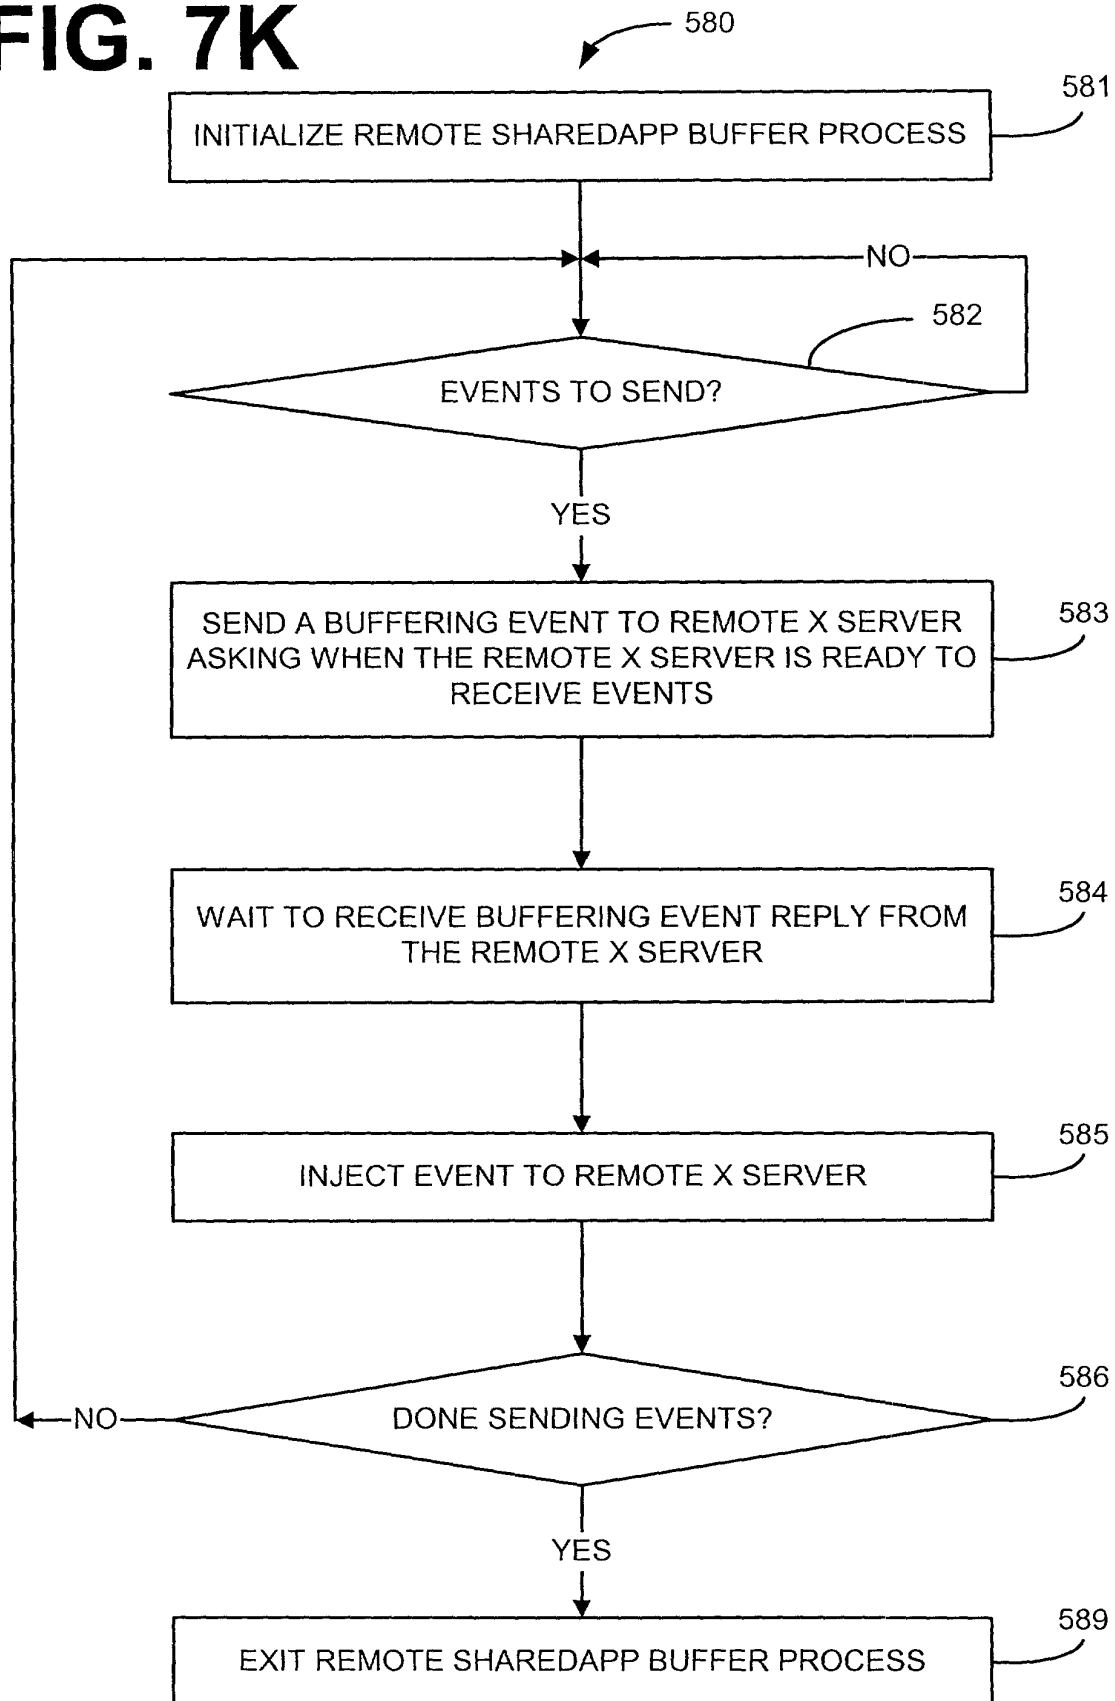 FIG. 7K
580
581
INITIALIZE REMOTE SHAREDAPP BUFFER PROCESS
NO
582
EVENTS TO SEND?
YES
583
SEND A BUFFERING EVENT TO REMOTE X SERVER
ASKING WHEN THE REMOTE X SERVER IS READY TO
RECEIVE EVENTS
584
WAIT TO RECEIVE BUFFERING EVENT REPLY FROM
THE REMOTE X SERVER
585
INJECT EVENT TO REMOTE X SERVER
586
NO
DONE SENDING EVENTS?
YES
589
EXIT REMOTE SHAREDAPP BUFFER PROCESS